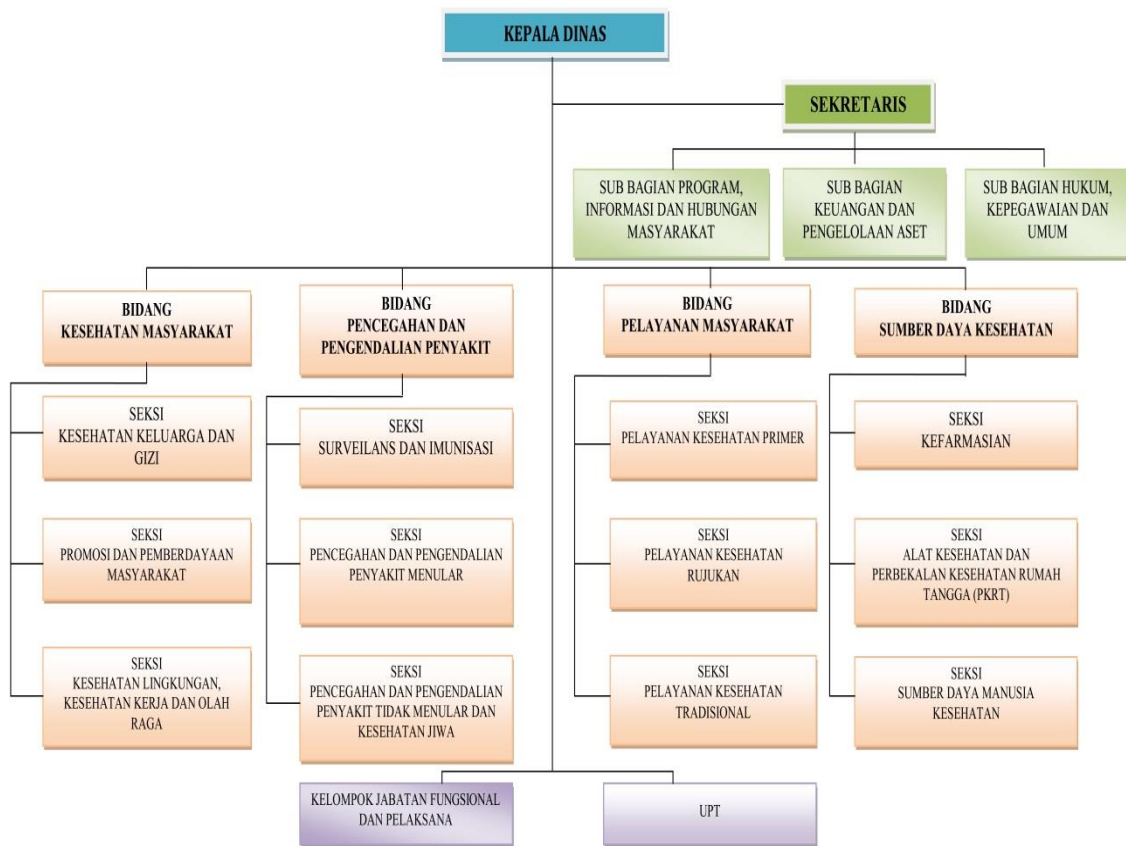 KEPALA DINAS
SEKRETARIS
SUB BAGIAN PROGRAM,
INFORMASI DAN HUBUNGAN
MASYARAKAT
SUB BAGIAN
KEUANGAN DAN
PENGELOLAAN ASET
SUB BAGIAN HUKUM,
KEPEGAWAIAN DAN
UMUM
BIDANG
KESEHATAN MASYARAKAT
BIDANG
PENCEGAHAN DAN
PENGENDALIAN PENYAKIT
BIDANG
PELAYANAN MASYARAKAT
BIDANG
SUMBER DAYA KESEHATAN
SEKSI
KESEHATAN KELUARGA DAN
GIZI
SEKSI
SURVEILANS DAN IMUNISASI
SEKSI
PELAYANAN KESEHATAN PRIMER
SEKSI
KEFARMASIAN
SEKSI
PROMOSI DAN PEMBERDAYAAN
MASYARAKAT
SEKSI
PENCEGAHAN DAN PENGENDALIAN
PENYAKIT MENULAR
SEKSI
PELAYANAN KESEHATAN
RUJUKAN
SEKSI
ALAT KESEHATAN DAN
PERBEKALAN KESEHATAN RUMAH
TANGGA (PKRT)
SEKSI
KESEHATAN LINGKUNGAN,
KESEHATAN KERJA DAN OLAH
RAGA
SEKSI
PENCEGAHAN DAN PENGENDALIAN
PENYAKIT TIDAK MENULAR DAN
KESEHATAN JIWA
SEKSI
PELAYANAN KESEHATAN
TRADISIONAL
SEKSI
SUMBER DAYA MANUSIA
KESEHATAN
KELOMPOK JABATAN FUNGSIONAL
DAN PELAKSANA
UPT